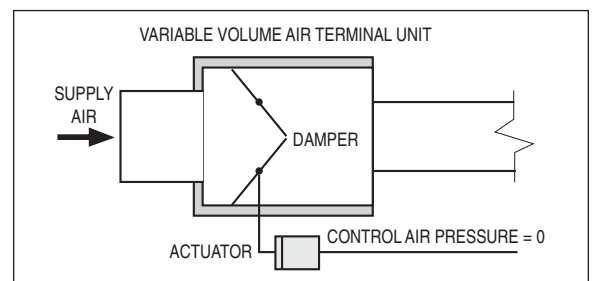 VARIABLE VOLUME AIR TERMINAL UNIT
SUPPLY
AIR
DAMPER
ACTUATOR
CONTROL AIR PRESSURE = 0